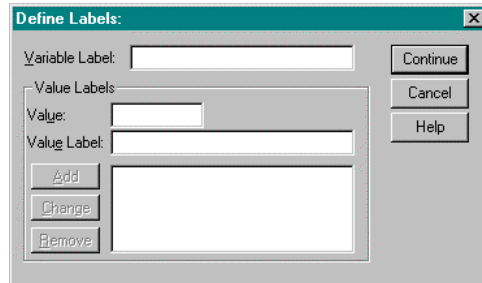 Define Labels:
Variable Label:
Continue
Value Labels
Cancel
Value:
Help
Value Label:
Add
Change
Remove